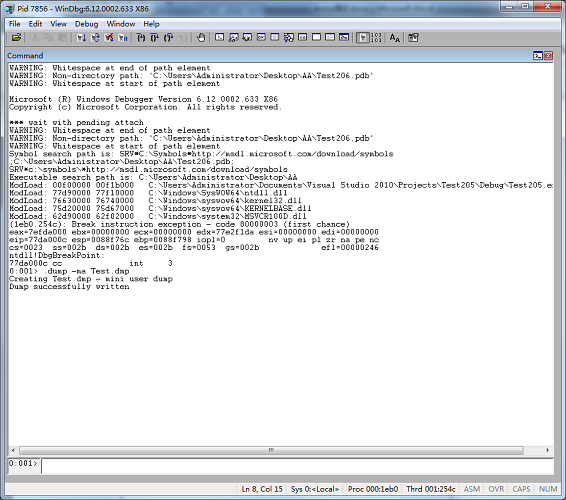 Pid 7856 - WinDbg:6.12.0002.633 X86
File Edit View Debug Window Help
Command
WARNING: Whitespace at end of path element
WARNING: Non-directory path: 'C:\Users\Administrator\Desktop\AA\Test206.pdb'
WARNING: Whitespace at start of path element
Microsoft (R) Windows Debugger Version 6.12.0002.633 X86
Copyright (c) Microsoft Corporation. All rights reserved.
*** wait with pending attach
WARNING: Whitespace at end of path element
WARNING: Non-directory path: 'C:\Users\Administrator\Desktop\AA\Test206.pdb'
WARNING: Whitespace at start of path element
Symbol search path is: SRV*C:\Symbols*http://msdl.microsoft.com/download/symbols
;C:\Users\Administrator\Desktop\AA\Test206.pdb;
SRV*c:\symbols\*http://msdl.microsoft.com/download/symbols
Executable search path is: C:\Users\Administrator\Desktop\AA
ModLoad: 00f00000 00f1b000 C:\Users\Administrator\Documents\Visual Studio 2010\Projects\Test205\Debug\Test205.e
ModLoad: 77d90000 77f10000 C:\Windows\SysWOW64\ntdll.dll
ModLoad: 76630000 76740000 C:\Windows\syswow64\kernel32.dll
ModLoad: 75d20000 75d67000 C:\Windows\syswow64\KERNELBASE.dll
ModLoad: 62d90000 62f02000 C:\Windows\system32\MSVCR100D.dll
(1eb0.254c): Break instruction exception - code 80000003 (first chance)
eax=7efda000 ebx=00000000 ecx=00000000 edx=77e2f1da esi=00000000 edi=00000000
eip=77da000c esp=0088f76c ebp=0088f798 iopl=0 nv up ei pl zr na pe nc
cs=0023 ss=002b ds=002b es=002b fs=0053 gs=002b efl=00000246
ntdll!DbgBreakPoint:
77da000c cc int 3
0:001> .dump -ma Test.dmp
Creating Test.dmp - mini user dump
Dump successfully written
0:001>
Ln 8, Col 15 Sys 0:<Local> Proc 000:1eb0 Thrd 001:254c ASM OVR CAPS NUM